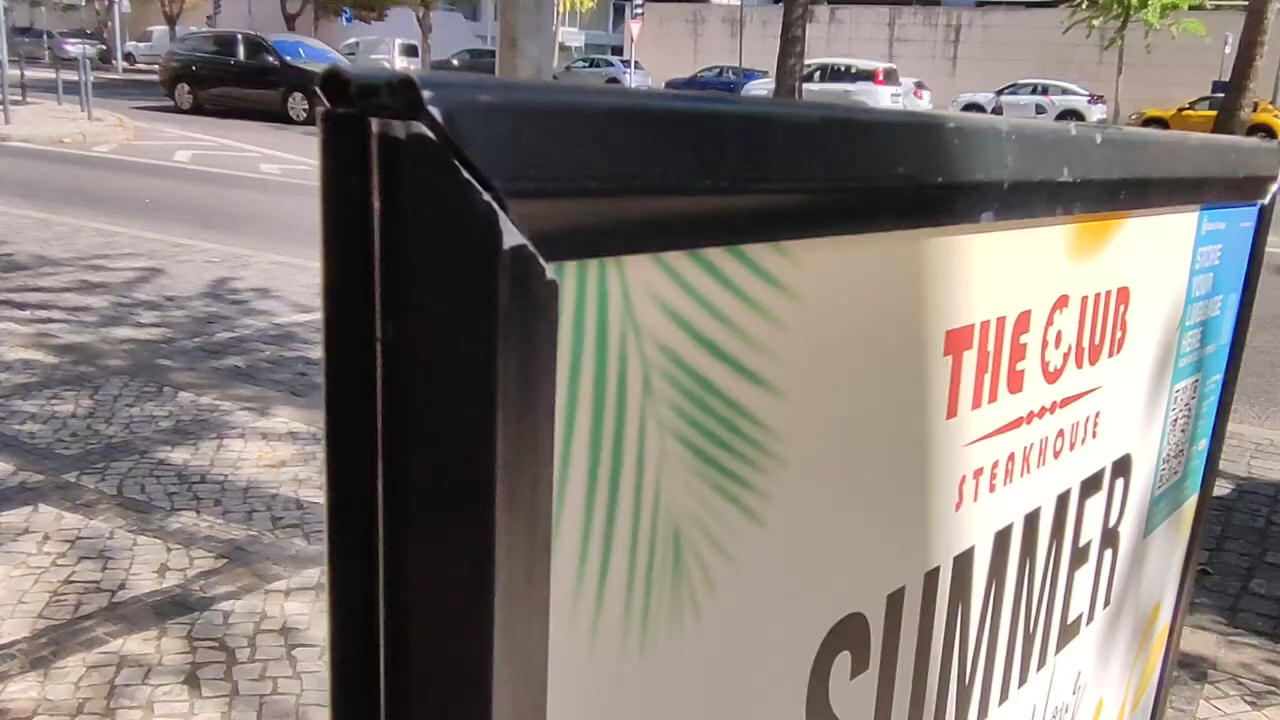 THE CLUB
STEAKHOUSE
SUMMER
STORE
YOUR
LUGGAGE
HERE